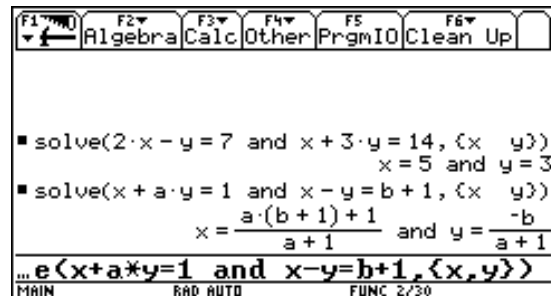 F1 F2 Algebra F3 Calc F4 Other F5 PrgmIO F6 Clean Up
▪ solve(2·x − y = 7 and x + 3·y = 14, {x y})
x = 5 and y = 3
▪ solve(x + a·y = 1 and x − y = b + 1, {x y})
x = (a·(b + 1) + 1)/(a + 1) and y = -b/(a + 1)
…e(x+a*y=1 and x-y=b+1,{x,y})
MAIN RAD AUTO FUNC 2/30